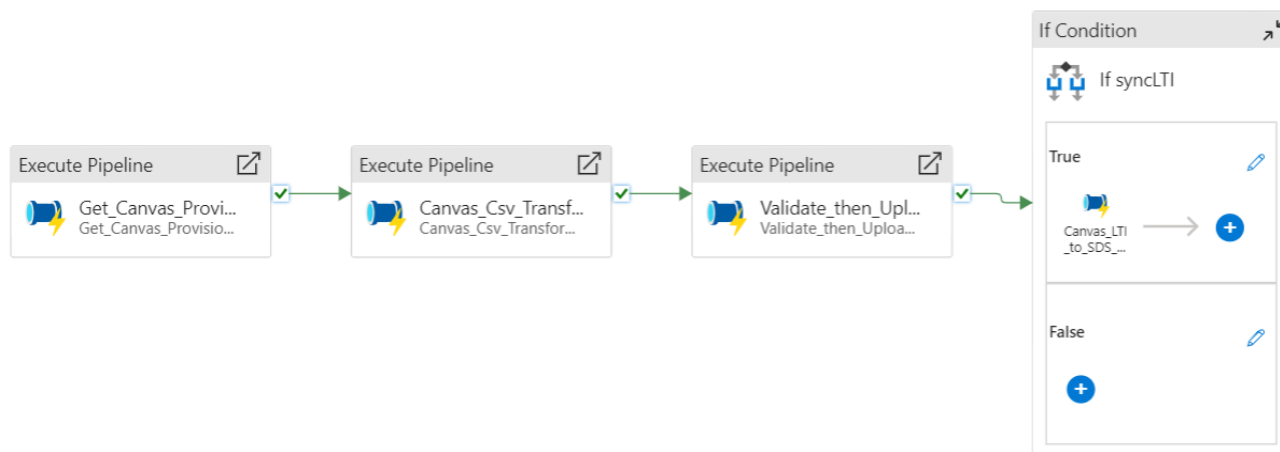 Execute Pipeline
Get_Canvas_Provi...
Get_Canvas_Provisio...
Execute Pipeline
Canvas_Csv_Transf...
Canvas_Csv_Transfor...
Execute Pipeline
Validate_then_Upl...
Validate_then_Uploa...
If Condition
If syncLTI
True
Canvas_LTI
_to_SDS_...
False